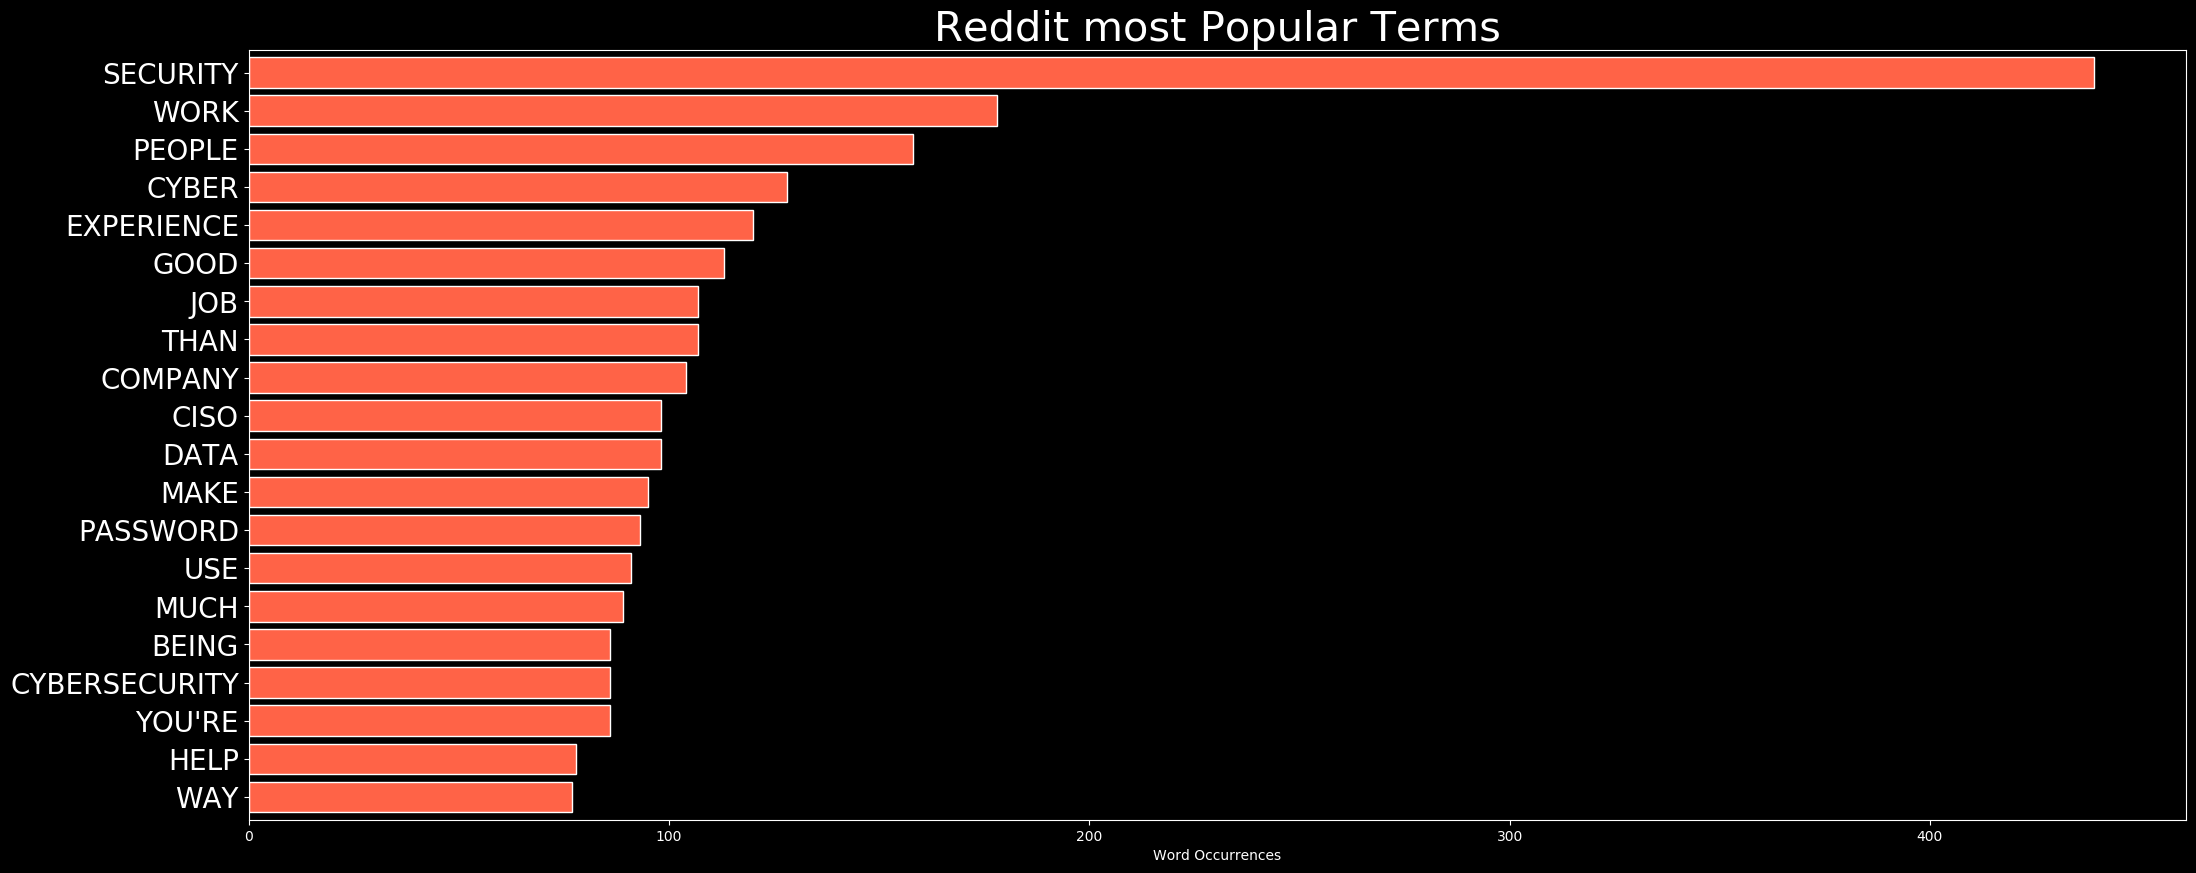 Reddit most Popular Terms
SECURITY
WORK
PEOPLE
CYBER
EXPERIENCE
GOOD
JOB
THAN
COMPANY
CISO
DATA
MAKE
PASSWORD
USE
MUCH
BEING
CYBERSECURITY
YOU'RE
HELP
WAY
0 100 200 300 400
Word Occurrences